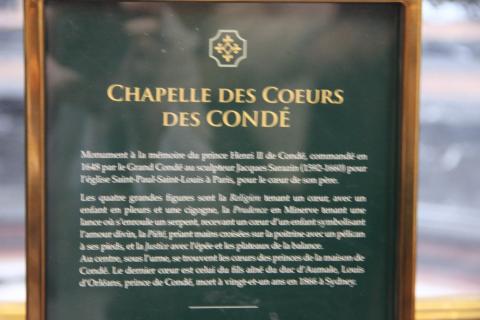 CHAPELLE DES COEURS
DES CONDÉ
Monument à la mémoire du prince Henri II de Condé, commandé en
1648 par le Grand Condé au sculpteur Jacques Sarazin (1592-1660) pour
l'église Saint-Paul-Saint-Louis à Paris, pour le cœur de son père.
Les quatre grandes figures sont la Religion tenant un cœur, avec un
enfant en pleurs et une cigogne, la Prudence en Minerve tenant une
lance où s'enroule un serpent, recevant un cœur d'un enfant symbolisant
l'amour divin, la Piété, priant mains croisées sur la poitrine avec un pélican
à ses pieds, et la Justice avec l'épée et les plateaux de la balance.
Au centre, sous l'urne, se trouvent les cœurs des princes de la maison de
Condé. Le dernier cœur est celui du fils aîné du duc d'Aumale, Louis
d'Orléans, prince de Condé, mort à vingt-et-un ans en 1866 à Sydney.